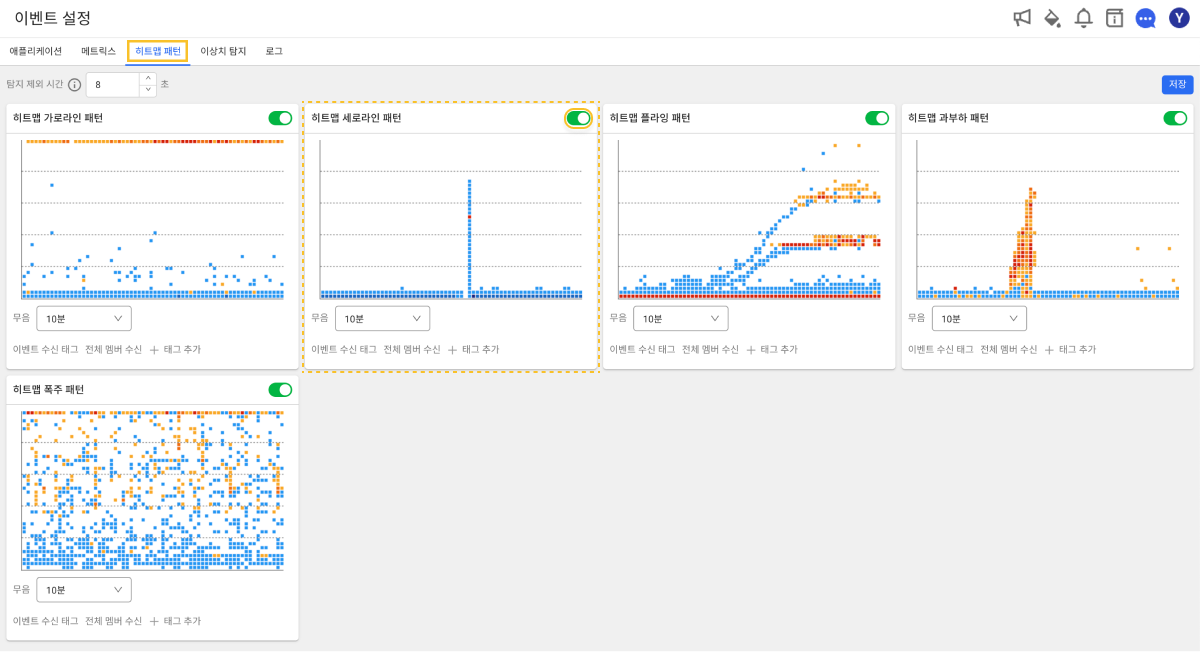 이벤트 설정
Y
애플리케이션 메트릭스 히트맵 패턴 이상치 탐지 로그
탐지 제외 시간 8 초
저장
히트맵 가로라인 패턴
무음 10분
이벤트 수신 태그 전체 멤버 수신 + 태그 추가
히트맵 세로라인 패턴
무음 10분
이벤트 수신 태그 전체 멤버 수신 + 태그 추가
히트맵 플라잉 패턴
무음 10분
이벤트 수신 태그 전체 멤버 수신 + 태그 추가
히트맵 과부하 패턴
무음 10분
이벤트 수신 태그 전체 멤버 수신 + 태그 추가
히트맵 폭주 패턴
무음 10분
이벤트 수신 태그 전체 멤버 수신 + 태그 추가